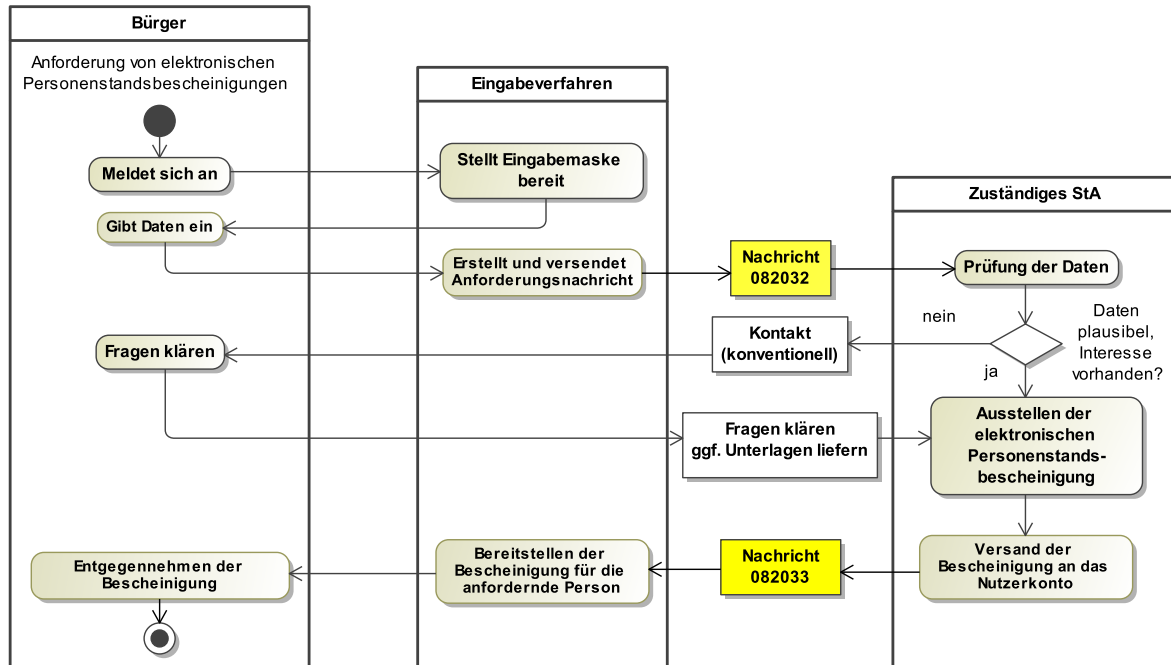 Bürger
Anforderung von elektronischen
Personenstandsbescheinigungen
Eingabeverfahren
Meldet sich an
Stellt Eingabemaske
bereit
Zuständiges StA
Gibt Daten ein
Erstellt und versendet
Anforderungsnachricht
Nachricht
082032
Prüfung der Daten
nein
Daten
plausibel,
Interesse
vorhanden?
Kontakt
(konventionell)
Fragen klären
ja
Fragen klären
ggf. Unterlagen liefern
Ausstellen der
elektronischen
Personenstands-
bescheinigung
Entgegennehmen der
Bescheinigung
Bereitstellen der
Bescheinigung für die
anfordernde Person
Nachricht
082033
Versand der
Bescheinigung an das
Nutzerkonto